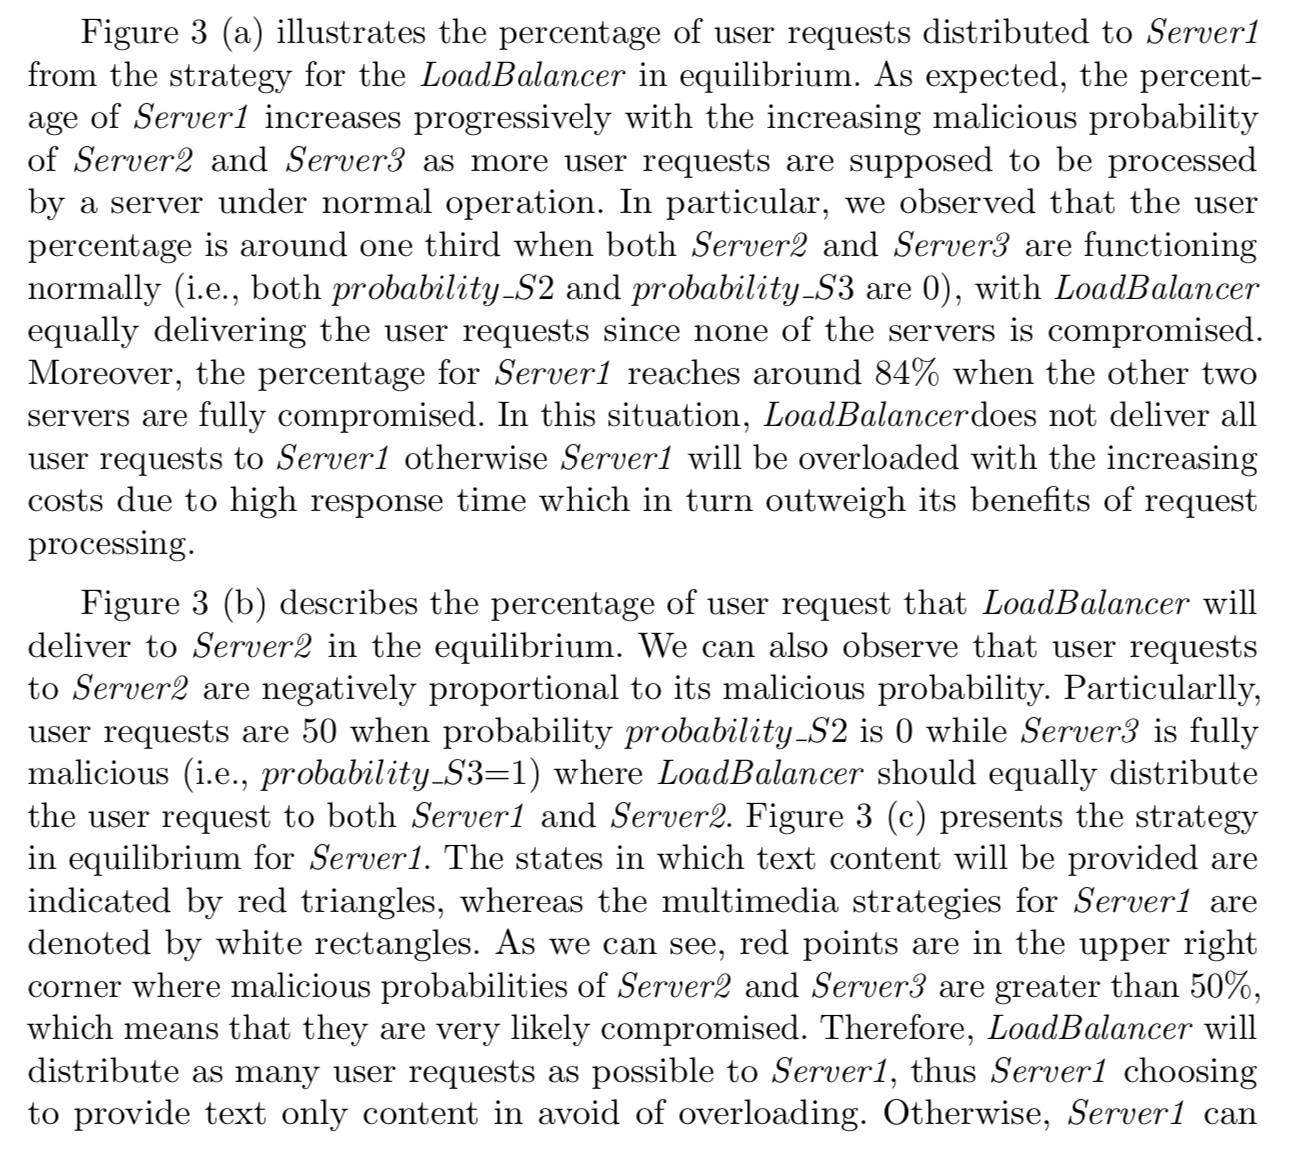 Figure 3 (a) illustrates the percentage of user requests distributed to Server1
from the strategy for the LoadBalancer in equilibrium. As expected, the percent-
age of Server1 increases progressively with the increasing malicious probability
of Server2 and Server3 as more user requests are supposed to be processed
by a server under normal operation. In particular, we observed that the user
percentage is around one third when both Server2 and Server3 are functioning
normally (i.e., both probability_S2 and probability_S3 are 0), with LoadBalancer
equally delivering the user requests since none of the servers is compromised.
Moreover, the percentage for Server1 reaches around 84% when the other two
servers are fully compromised. In this situation, LoadBalancerdoes not deliver all
user requests to Server1 otherwise Server1 will be overloaded with the increasing
costs due to high response time which in turn outweigh its benefits of request
processing.
Figure 3 (b) describes the percentage of user request that LoadBalancer will
deliver to Server2 in the equilibrium. We can also observe that user requests
to Server2 are negatively proportional to its malicious probability. Particularlly,
user requests are 50 when probability probability_S2 is 0 while Server3 is fully
malicious (i.e., probability_S3=1) where LoadBalancer should equally distribute
the user request to both Server1 and Server2. Figure 3 (c) presents the strategy
in equilibrium for Server1. The states in which text content will be provided are
indicated by red triangles, whereas the multimedia strategies for Server1 are
denoted by white rectangles. As we can see, red points are in the upper right
corner where malicious probabilities of Server2 and Server3 are greater than 50%,
which means that they are very likely compromised. Therefore, LoadBalancer will
distribute as many user requests as possible to Server1, thus Server1 choosing
to provide text only content in avoid of overloading. Otherwise, Server1 can